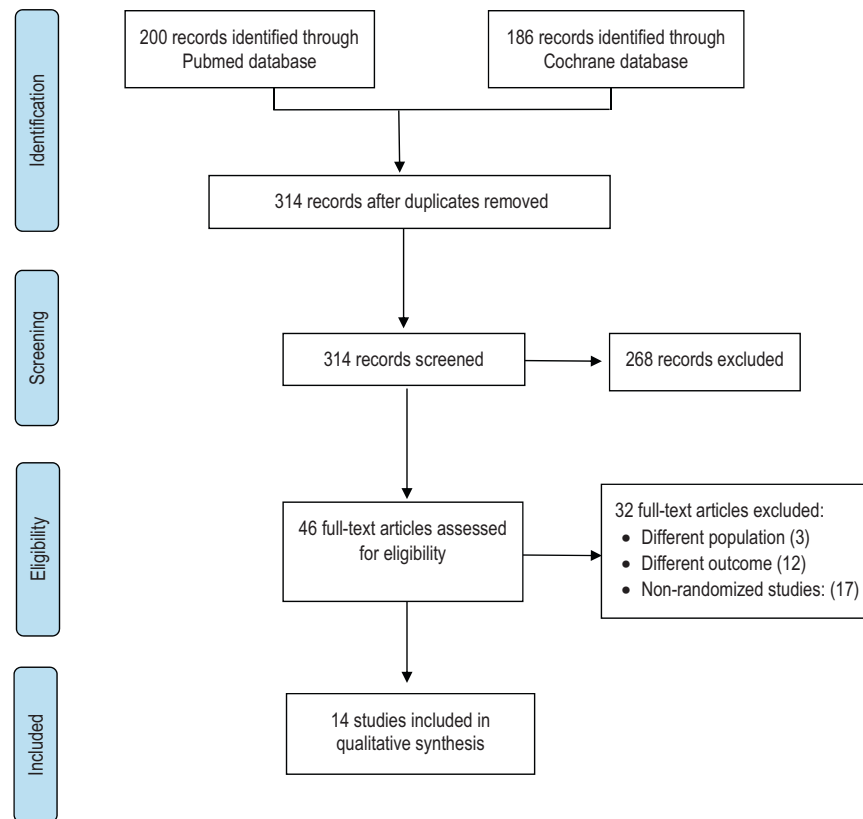 Identification
200 records identified through
Pubmed database
186 records identified through
Cochrane database
314 records after duplicates removed
Screening
314 records screened
268 records excluded
Eligibility
46 full-text articles assessed
for eligibility
32 full-text articles excluded:
• Different population (3)
• Different outcome (12)
• Non-randomized studies: (17)
Included
14 studies included in
qualitative synthesis